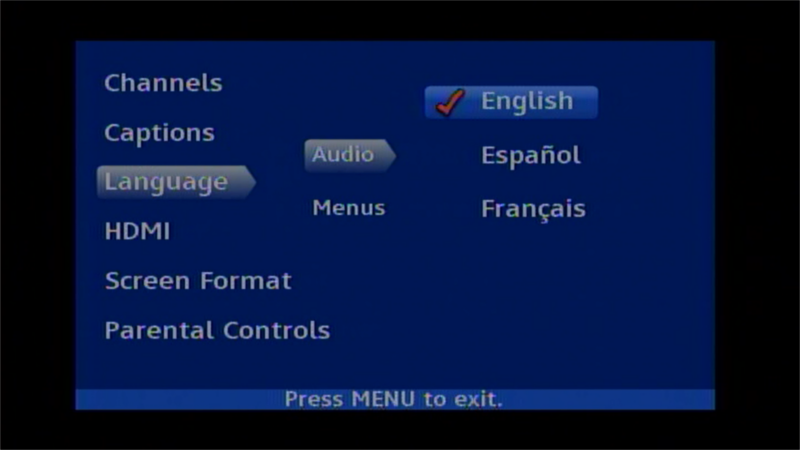 Channels
Captions
Language
HDMI
Screen Format
Parental Controls
Audio
Menus
English
Español
Français
Press MENU to exit.